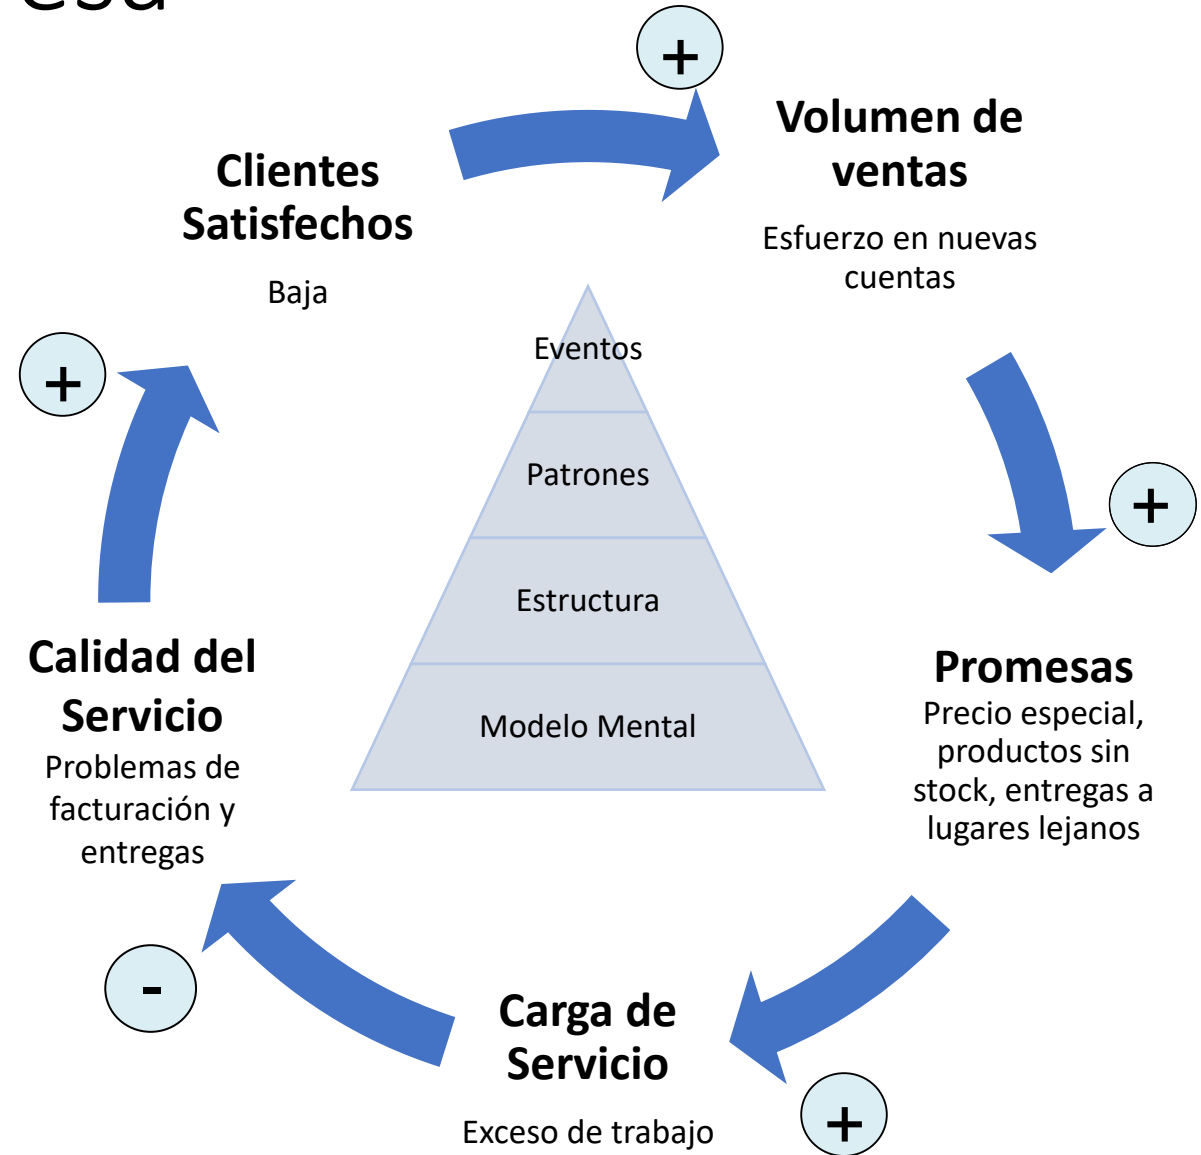 +
Volumen de
ventas
Esfuerzo en nuevas
cuentas
Clientes
Satisfechos
Baja
+
+
Eventos
Patrones
Estructura
Modelo Mental
Calidad del
Servicio
Problemas de
facturación y
entregas
Promesas
Precio especial,
productos sin
stock, entregas a
lugares lejanos
-
Carga de
Servicio
Exceso de trabajo
+